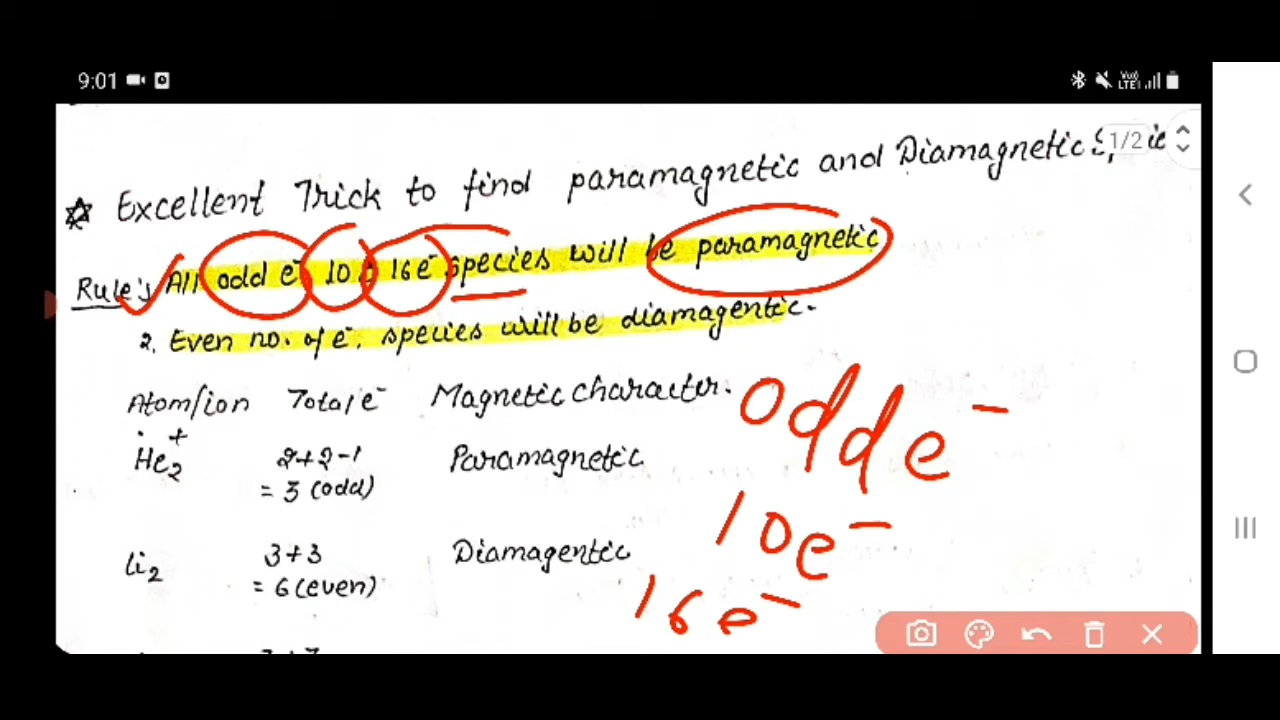 9:01
VoD LTE1
1/2
☆ Excellent Trick to find paramagnetic and Diamagnetic
Rule's All odd e⁻ 10, 16e⁻ species will be paramagnetic
2. Even no. of e⁻. species will be diamagentic.
Atom/ion Total e⁻ Magnetic character.
He₂⁺ 2+2-1 Paramagnetic
= 3 (odd)
Li₂ 3+3 Diamagentic
= 6 (even)
odd e⁻
10e⁻
16e⁻